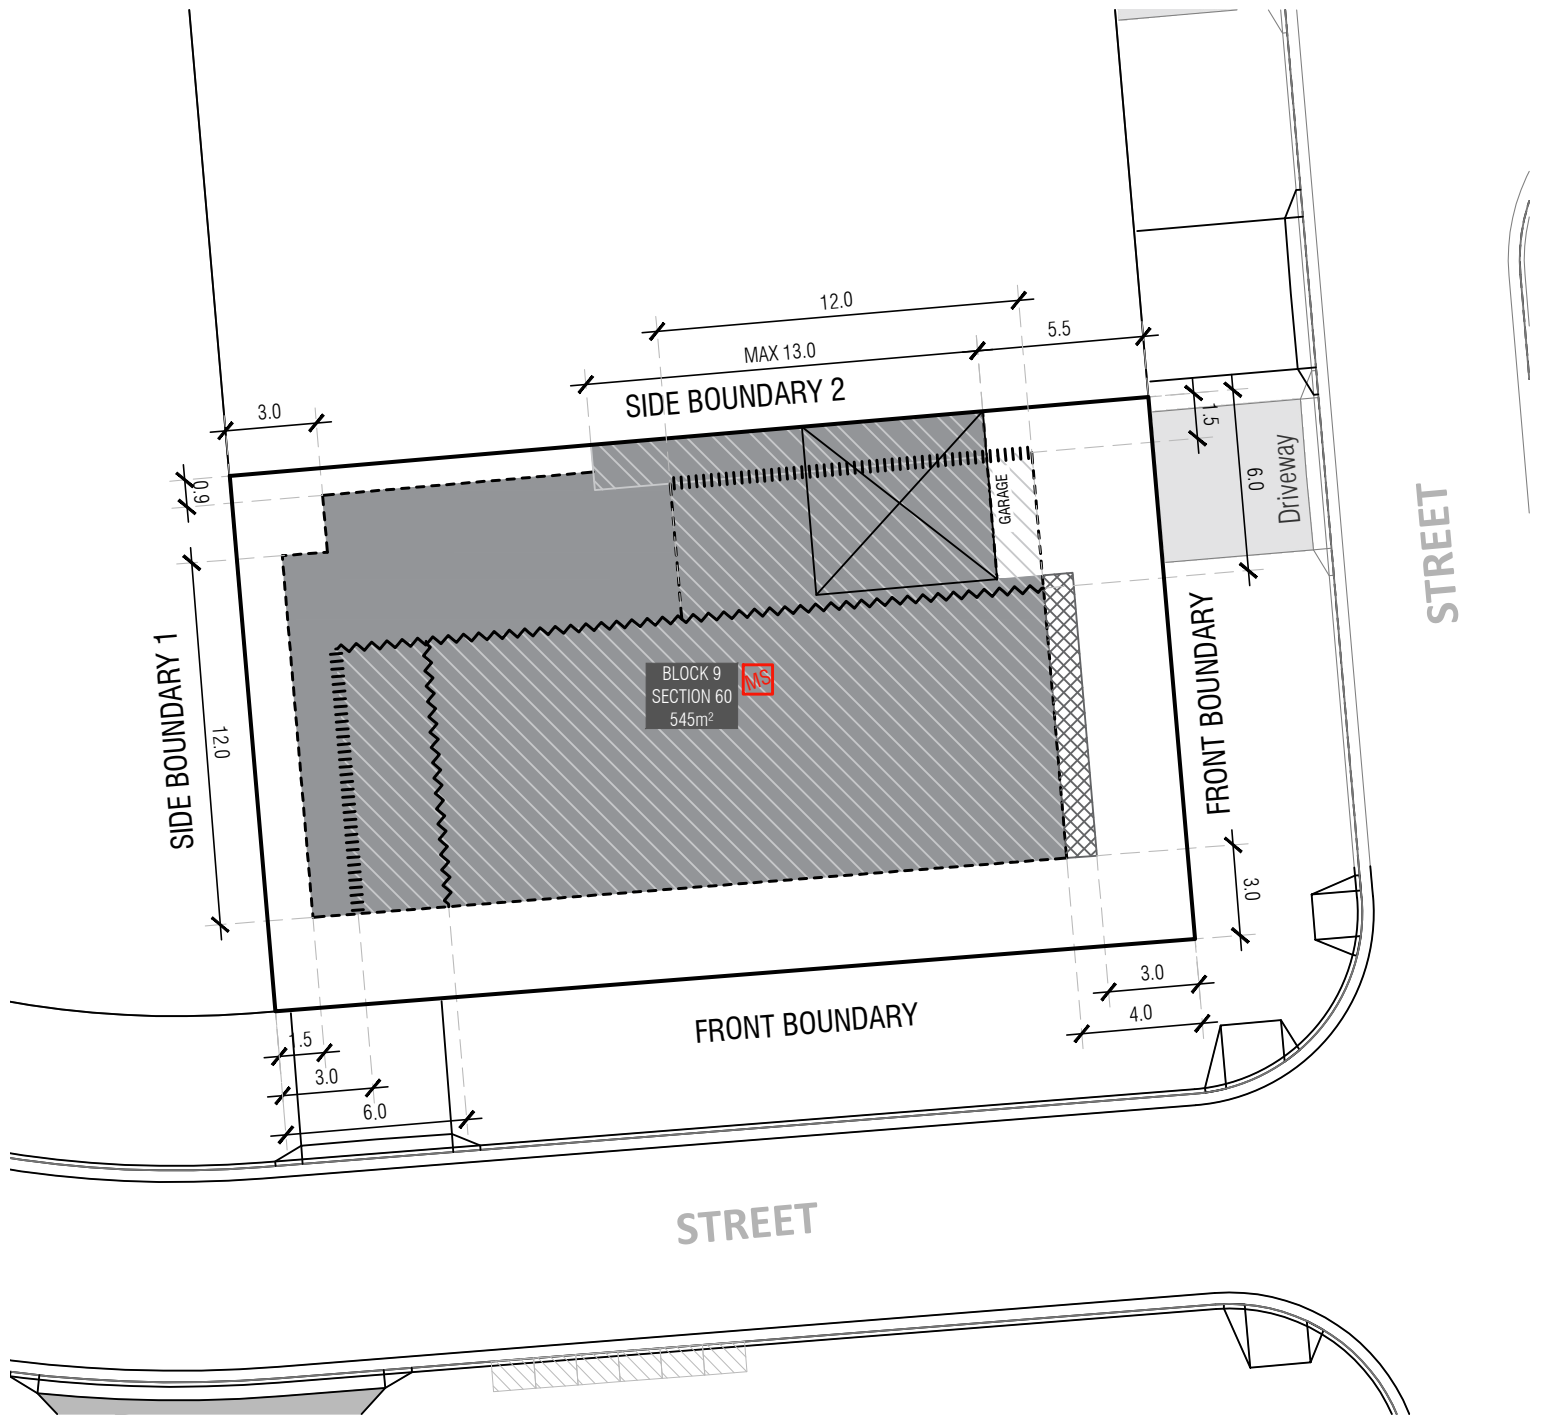 12.0
5.5
MAX 13.0
SIDE BOUNDARY 2
3.0
1.5
6.0
Driveway
0.9
GARAGE
STREET
SIDE BOUNDARY 1
12.0
BLOCK 9
SECTION 60
545m²
MS
FRONT BOUNDARY
3.0
3.0
4.0
FRONT BOUNDARY
1.5
3.0
6.0
STREET